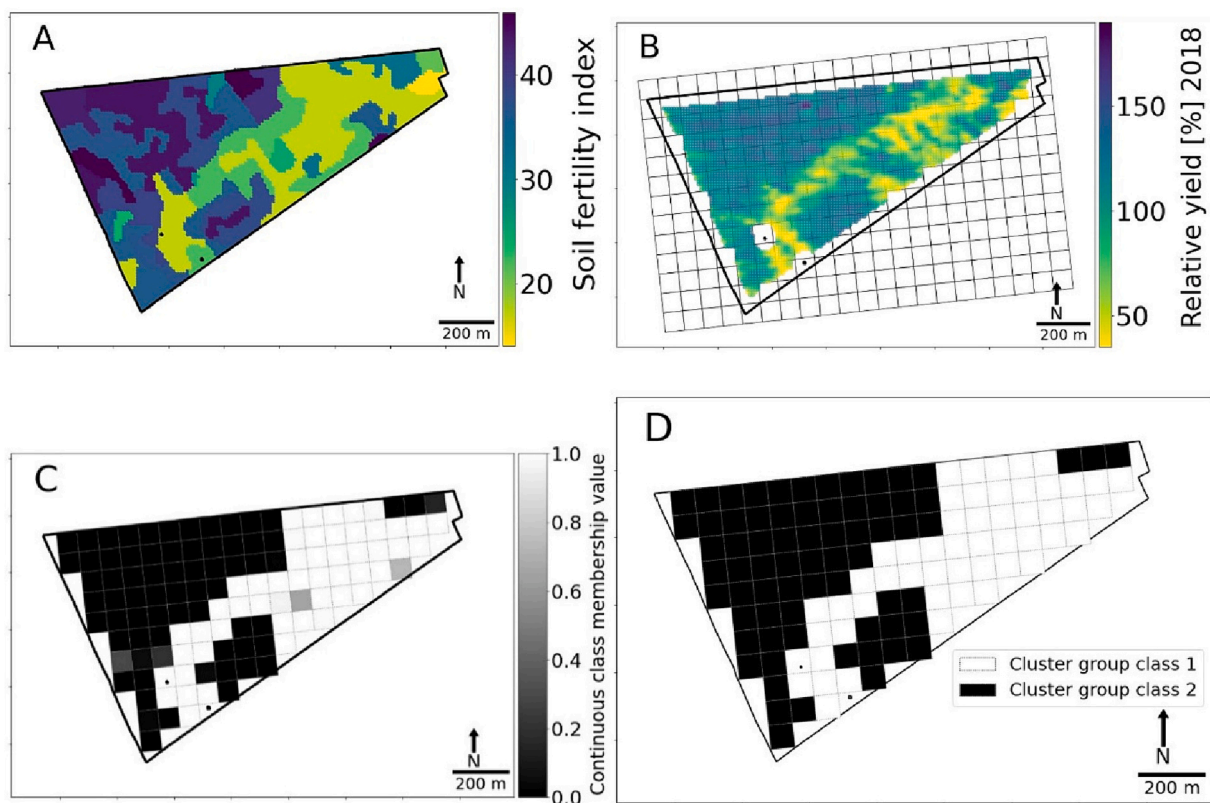 A
40
30
20
Soil fertility index
N
200 m
B
150
100
50
Relative yield [%] 2018
N
200 m
C
1.0
0.8
0.6
0.4
0.2
0.0
Continuous class membership value
N
200 m
D
Cluster group class 1
Cluster group class 2
N
200 m